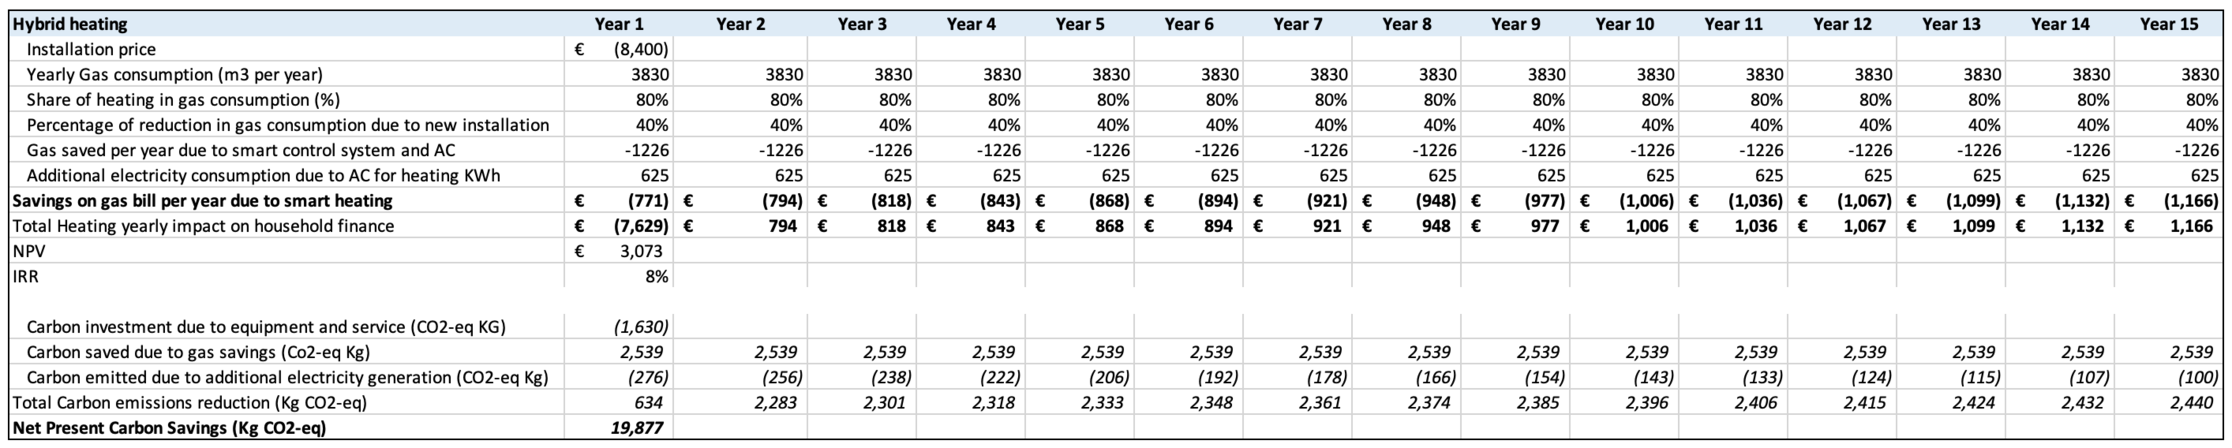 Hybrid heating Year 1 Year 2 Year 3 Year 4 Year 5 Year 6 Year 7 Year 8 Year 9 Year 10 Year 11 Year 12 Year 13 Year 14 Year 15
Installation price € (8,400)
Yearly Gas consumption (m3 per year) 3830 3830 3830 3830 3830 3830 3830 3830 3830 3830 3830 3830 3830 3830 3830
Share of heating in gas consumption (%) 80% 80% 80% 80% 80% 80% 80% 80% 80% 80% 80% 80% 80% 80% 80%
Percentage of reduction in gas consumption due to new installation 40% 40% 40% 40% 40% 40% 40% 40% 40% 40% 40% 40% 40% 40% 40%
Gas saved per year due to smart control system and AC -1226 -1226 -1226 -1226 -1226 -1226 -1226 -1226 -1226 -1226 -1226 -1226 -1226 -1226 -1226
Additional electricity consumption due to AC for heating KWh 625 625 625 625 625 625 625 625 625 625 625 625 625 625 625
Savings on gas bill per year due to smart heating € (771) € (794) € (818) € (843) € (868) € (894) € (921) € (948) € (977) € (1,006) € (1,036) € (1,067) € (1,099) € (1,132) € (1,166)
Total Heating yearly impact on household finance € (7,629) € 794 € 818 € 843 € 868 € 894 € 921 € 948 € 977 € 1,006 € 1,036 € 1,067 € 1,099 € 1,132 € 1,166
NPV € 3,073
IRR 8%
Carbon investment due to equipment and service (CO2-eq KG) (1,630)
Carbon saved due to gas savings (Co2-eq Kg) 2,539 2,539 2,539 2,539 2,539 2,539 2,539 2,539 2,539 2,539 2,539 2,539 2,539 2,539 2,539
Carbon emitted due to additional electricity generation (CO2-eq Kg) (276) (256) (238) (222) (206) (192) (178) (166) (154) (143) (133) (124) (115) (107) (100)
Total Carbon emissions reduction (Kg CO2-eq) 634 2,283 2,301 2,318 2,333 2,348 2,361 2,374 2,385 2,396 2,406 2,415 2,424 2,432 2,440
Net Present Carbon Savings (Kg CO2-eq) 19,877